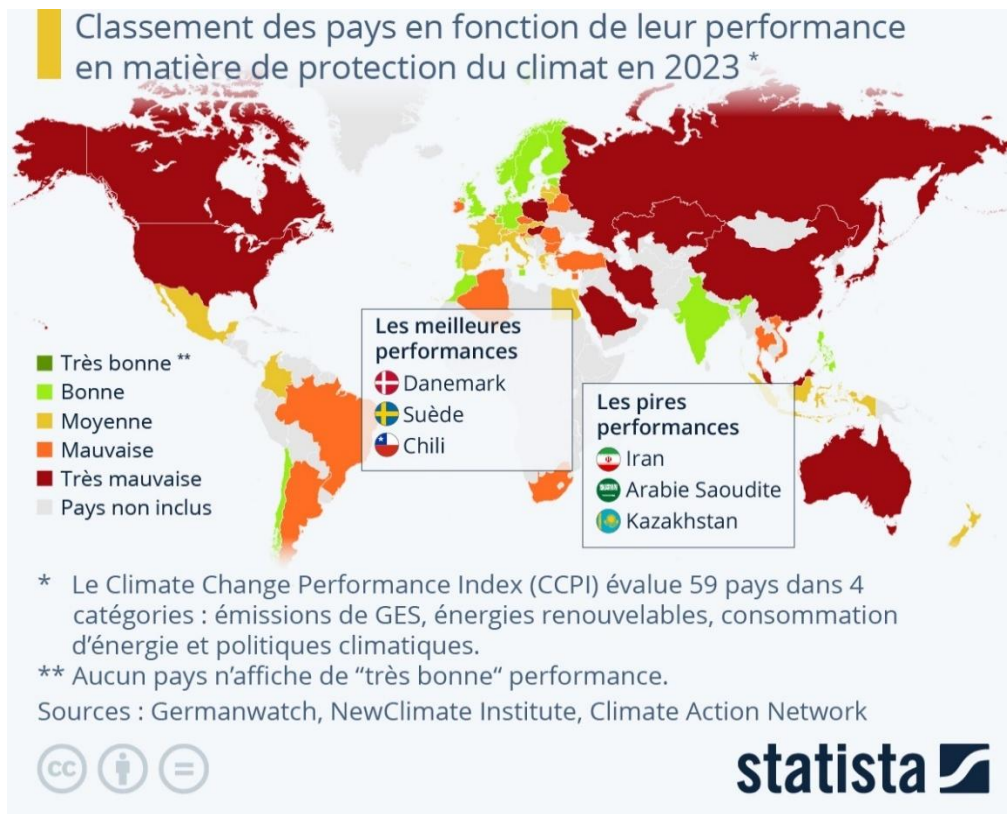 Classement des pays en fonction de leur performance
en matière de protection du climat en 2023 *
Les meilleures
performances
Danemark
Suède
Chili
Les pires
performances
Iran
Arabie Saoudite
Kazakhstan
Très bonne **
Bonne
Moyenne
Mauvaise
Très mauvaise
Pays non inclus
* Le Climate Change Performance Index (CCPI) évalue 59 pays dans 4
catégories : émissions de GES, énergies renouvelables, consommation
d’énergie et politiques climatiques.
** Aucun pays n’affiche de “très bonne“ performance.
Sources : Germanwatch, NewClimate Institute, Climate Action Network
cc
statista